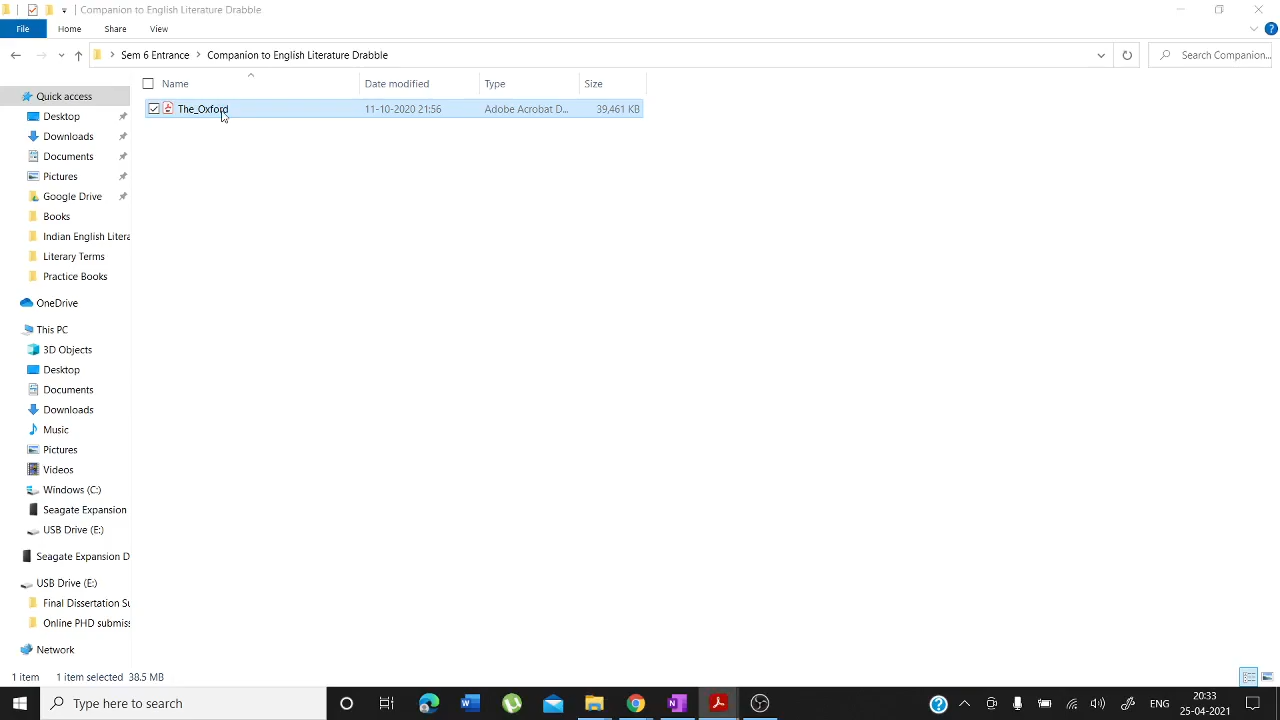 Companion to English Literature Drabble
File Home Share View
Sem 6 Entrance > Companion to English Literature Drabble
Search Companion...
Name Date modified Type Size
The_Oxford 11-10-2020 21:56 Adobe Acrobat D... 39,461 KB
Quick access
Desktop
Downloads
Documents
Pictures
Google Drive
Books
Indian English Litera
Literary Terms
Practice Books
OneDrive
This PC
3D Objects
Desktop
Documents
Downloads
Music
Pictures
Videos
Windows (C:)
Seagate Expansion
USB Drive (E:)
Seagate Expansion D
USB Drive (E:)
Final Dissertation Su
Online PHD submiss
Network
1 item 1 item selected 38.5 MB
Type here to search
ENG
20:33
25-04-2021